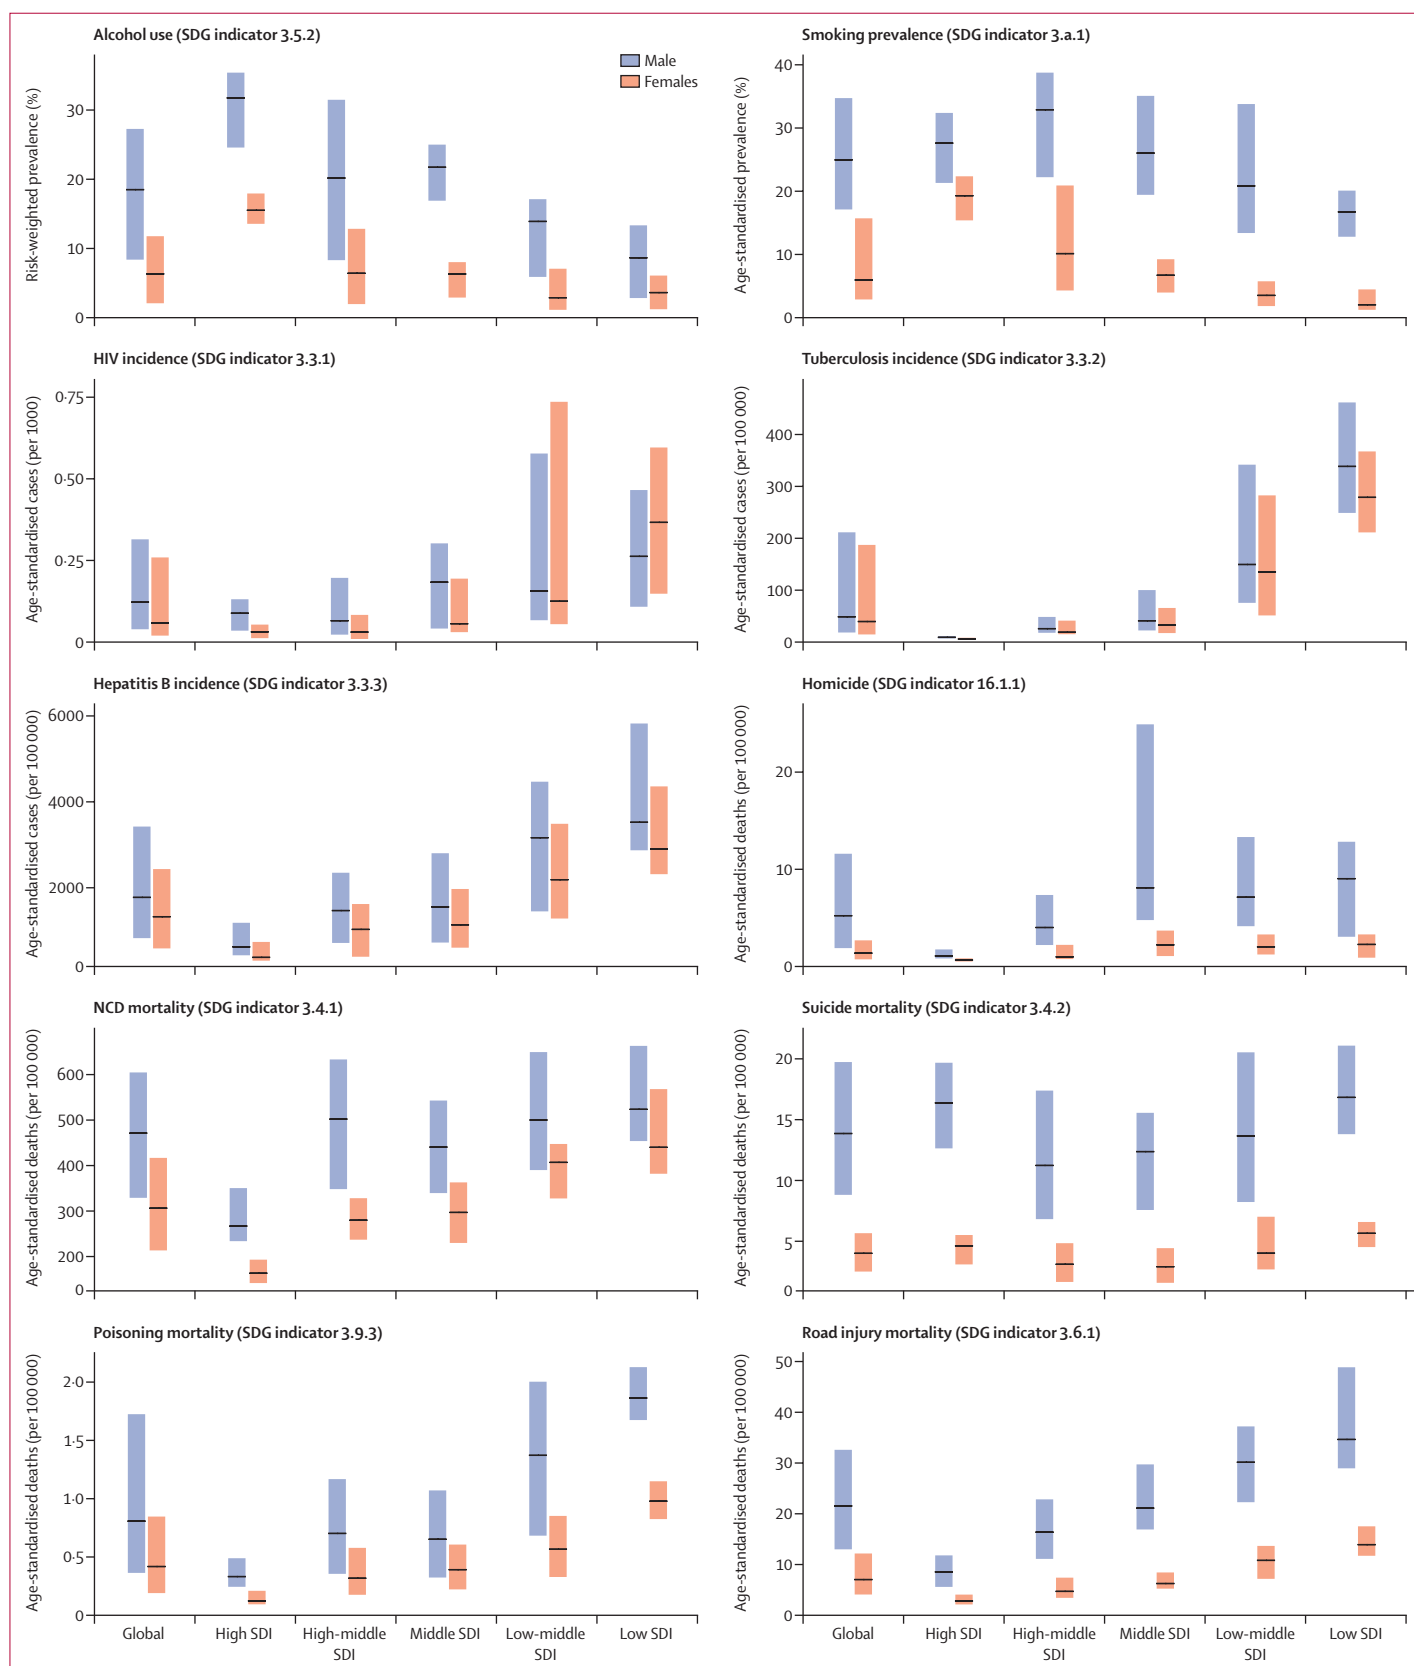 Alcohol use (SDG indicator 3.5.2)
Male
Females
Risk-weighted prevalence (%)
30
20
10
0
Smoking prevalence (SDG indicator 3.a.1)
Age-standardised prevalence (%)
40
30
20
10
0
HIV incidence (SDG indicator 3.3.1)
Age-standardised cases (per 1000)
0·75
0·50
0·25
0
Tuberculosis incidence (SDG indicator 3.3.2)
Age-standardised cases (per 100 000)
400
300
200
100
0
Hepatitis B incidence (SDG indicator 3.3.3)
Age-standardised cases (per 100 000)
6000
4000
2000
0
Homicide (SDG indicator 16.1.1)
Age-standardised deaths (per 100 000)
20
10
0
NCD mortality (SDG indicator 3.4.1)
Age-standardised deaths (per 100 000)
600
500
400
300
200
0
Suicide mortality (SDG indicator 3.4.2)
Age-standardised deaths (per 100 000)
20
15
10
5
0
Poisoning mortality (SDG indicator 3.9.3)
Age-standardised deaths (per 100 000)
2·0
1·5
1·0
0·5
0
Global
High SDI
High-middle
SDI
Middle SDI
Low-middle
SDI
Low SDI
Road injury mortality (SDG indicator 3.6.1)
Age-standardised deaths (per 100 000)
50
40
30
20
10
0
Global
High SDI
High-middle
SDI
Middle SDI
Low-middle
SDI
Low SDI